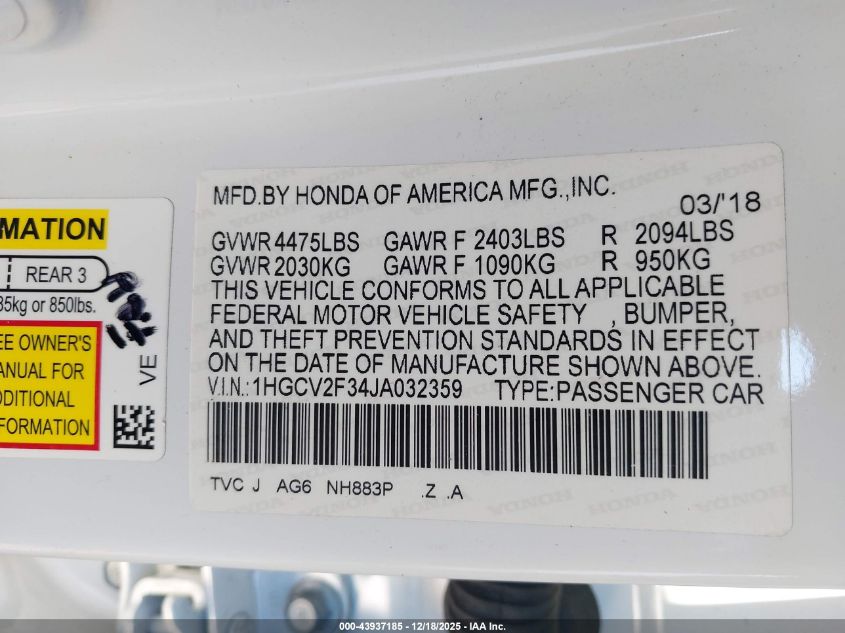 MATION
REAR 3
85kg or 850lbs.
EE OWNER'S
MANUAL FOR
DDITIONAL
FORMATION
VE
MFD.BY HONDA OF AMERICA MFG.,INC.
03/'18
GVWR 4475LBS GAWR F 2403LBS R 2094LBS
GVWR 2030KG GAWR F 1090KG R 950KG
THIS VEHICLE CONFORMS TO ALL APPLICABLE
FEDERAL MOTOR VEHICLE SAFETY , BUMPER,
AND THEFT PREVENTION STANDARDS IN EFFECT
ON THE DATE OF MANUFACTURE SHOWN ABOVE.
V.I.N.: 1HGCV2F34JA032359 TYPE:PASSENGER CAR
TVC J AG6 NH883P .Z .A
000-43937185 - 12/18/2025 - IAA Inc.